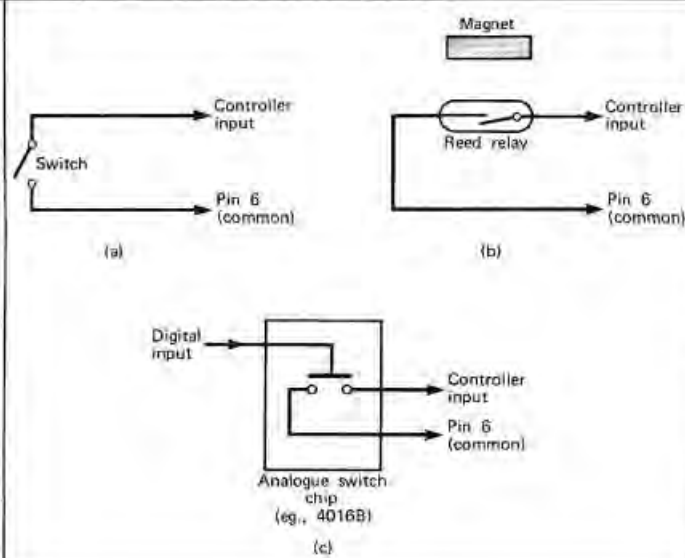 Magnet
Controller
input
Switch
Pin 6
(common)
(a)
Controller
input
Reed relay
Pin 6
(common)
(b)
Digital
input
Controller
input
Pin 6
(common)
Analogue switch
chip
(eg., 4016B)
(c)